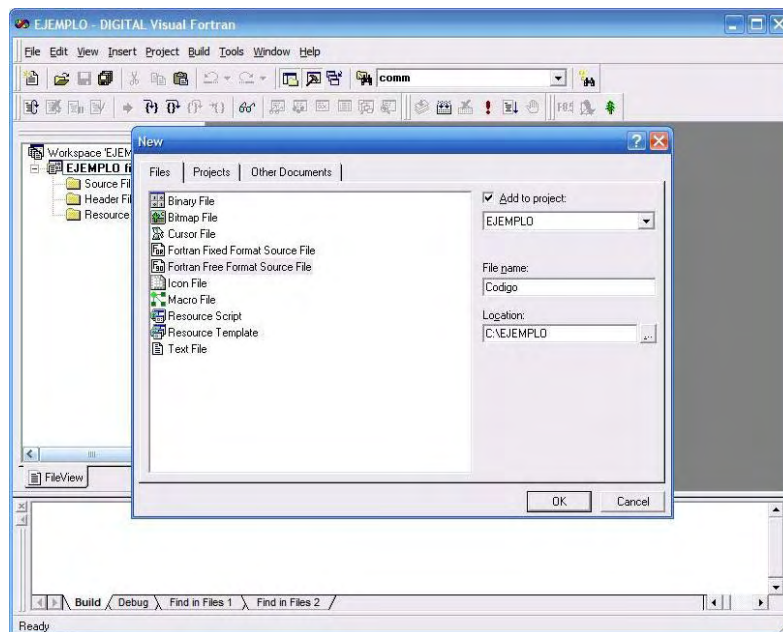 EJEMPLO - DIGITAL Visual Fortran
File Edit View Insert Project Build Tools Window Help
comm
Workspace 'EJEM
EJEMPLO fi
Source Fil
Header Fil
Resource
FileView
New
Files Projects Other Documents
Binary File
Bitmap File
Cursor File
Fortran Fixed Format Source File
Fortran Free Format Source File
Icon File
Macro File
Resource Script
Resource Template
Text File
Add to project:
EJEMPLO
File name:
Codigo
Location:
C:\EJEMPLO
...
OK Cancel
Build Debug Find in Files 1 Find in Files 2
Ready